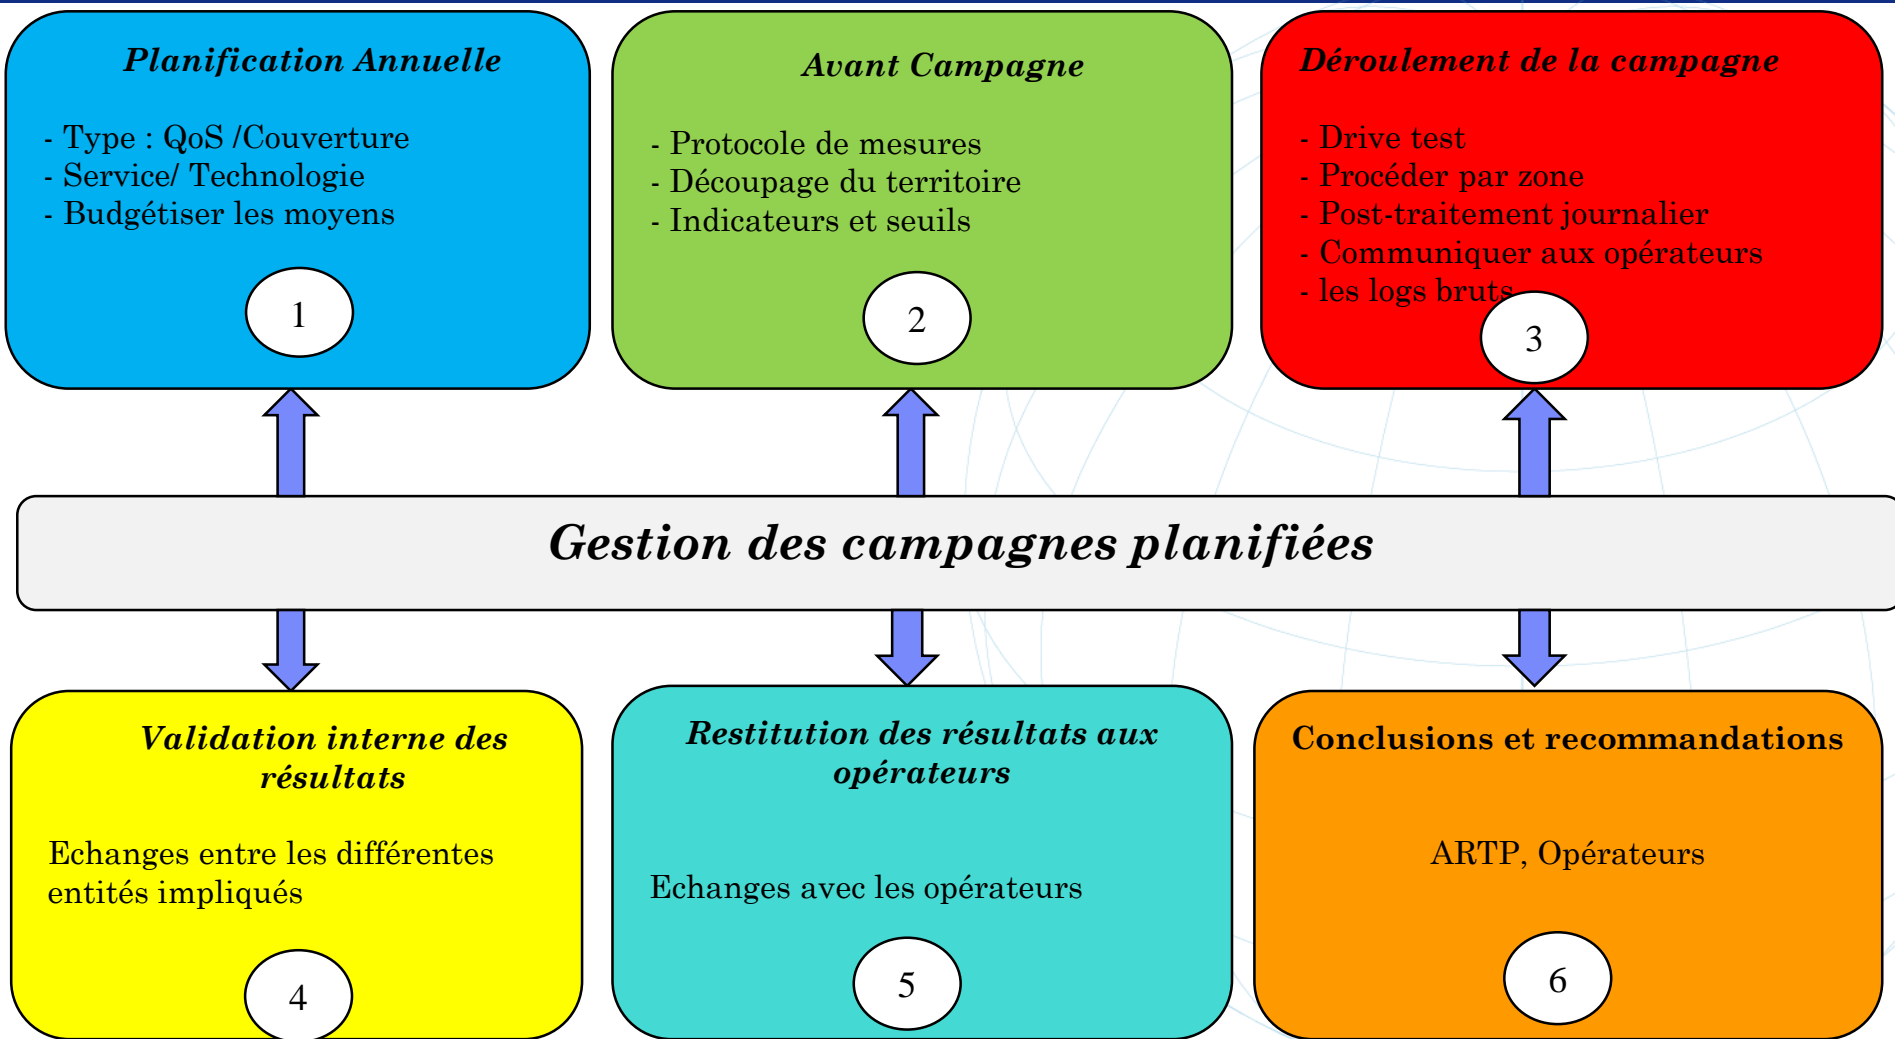 Planification Annuelle
- Type : QoS /Couverture
- Service/ Technologie
- Budgétiser les moyens
1
Avant Campagne
- Protocole de mesures
- Découpage du territoire
- Indicateurs et seuils
2
Déroulement de la campagne
- Drive test
- Procéder par zone
- Post-traitement journalier
- Communiquer aux opérateurs
- les logs bruts
3
Gestion des campagnes planifiées
Validation interne des
résultats
Echanges entre les différentes
entités impliqués
4
Restitution des résultats aux
opérateurs
Echanges avec les opérateurs
5
Conclusions et recommandations
ARTP, Opérateurs
6